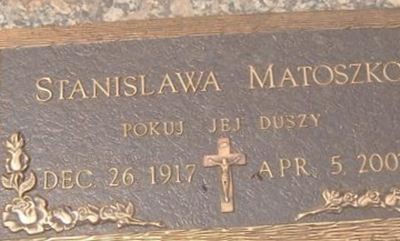 STANISLAWA MATOSZKO
POKUJ JEJ DUSZY
DEC. 26. 1917 APR. 5.